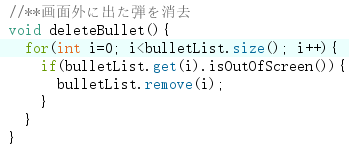 //**画面外に出た弾を消去
void deleteBullet(){
  for(int i=0; i<bulletList.size(); i++){
    if(bulletList.get(i).isOutOfScreen()){
      bulletList.remove(i);
    }
  }
}